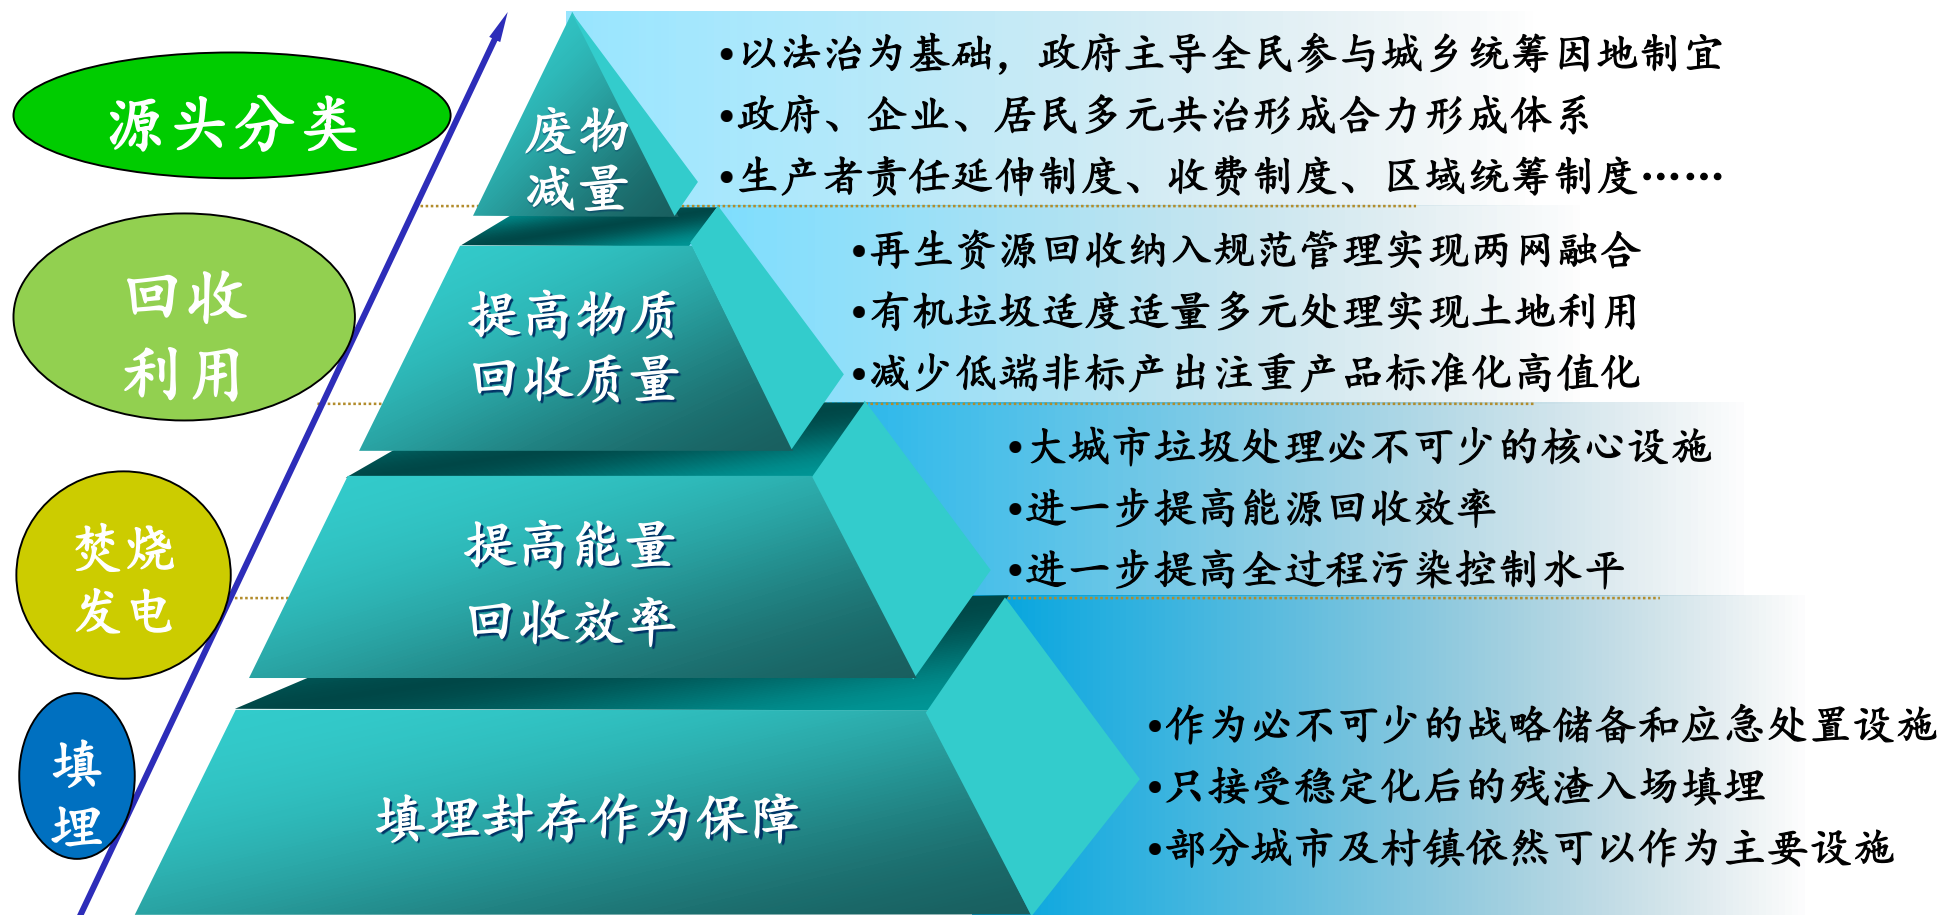 源头分类
废物
减量
•以法治为基础，政府主导全民参与城乡统筹因地制宜
•政府、企业、居民多元共治形成合力形成体系
•生产者责任延伸制度、收费制度、区域统筹制度……
回收
利用
提高物质
回收质量
•再生资源回收纳入规范管理实现两网融合
•有机垃圾适度适量多元处理实现土地利用
•减少低端非标产出注重产品标准化高值化
焚烧
发电
提高能量
回收效率
•大城市垃圾处理必不可少的核心设施
•进一步提高能源回收效率
•进一步提高全过程污染控制水平
填
埋
填埋封存作为保障
•作为必不可少的战略储备和应急处置设施
•只接受稳定化后的残渣入场填埋
•部分城市及村镇依然可以作为主要设施